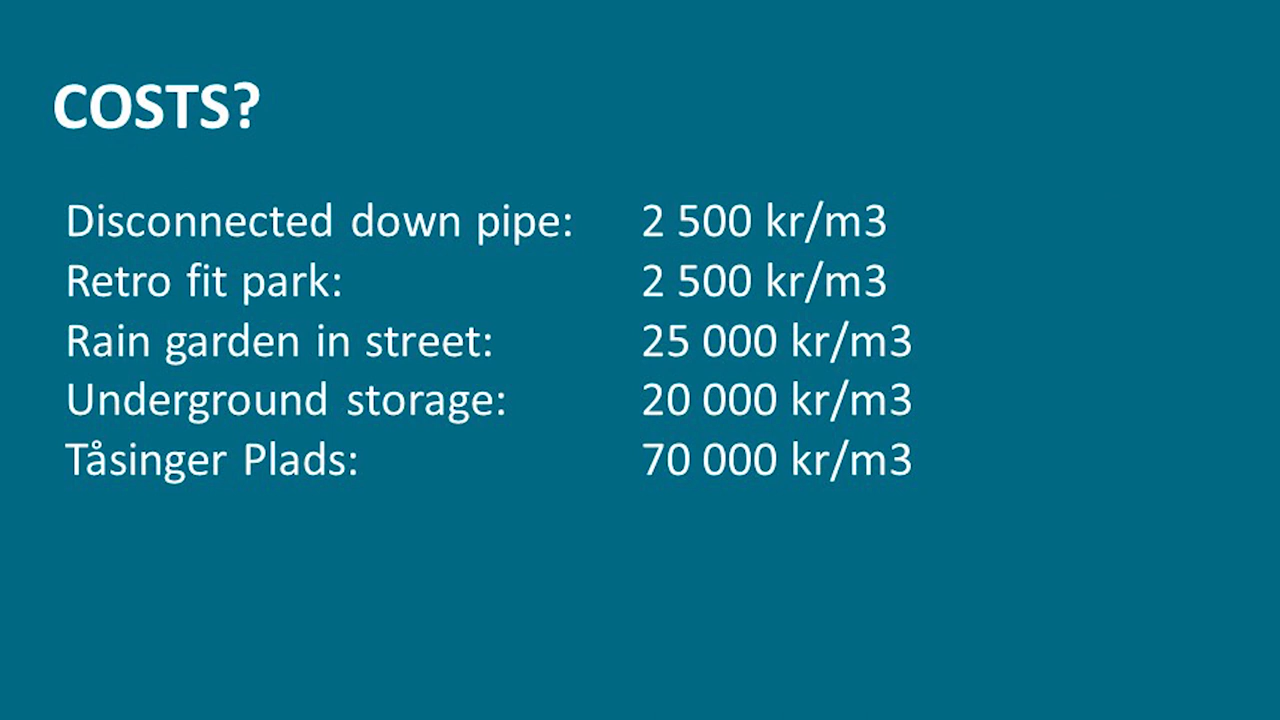 COSTS?
Disconnected down pipe: 2 500 kr/m3
Retro fit park: 2 500 kr/m3
Rain garden in street: 25 000 kr/m3
Underground storage: 20 000 kr/m3
Tåsinger Plads: 70 000 kr/m3